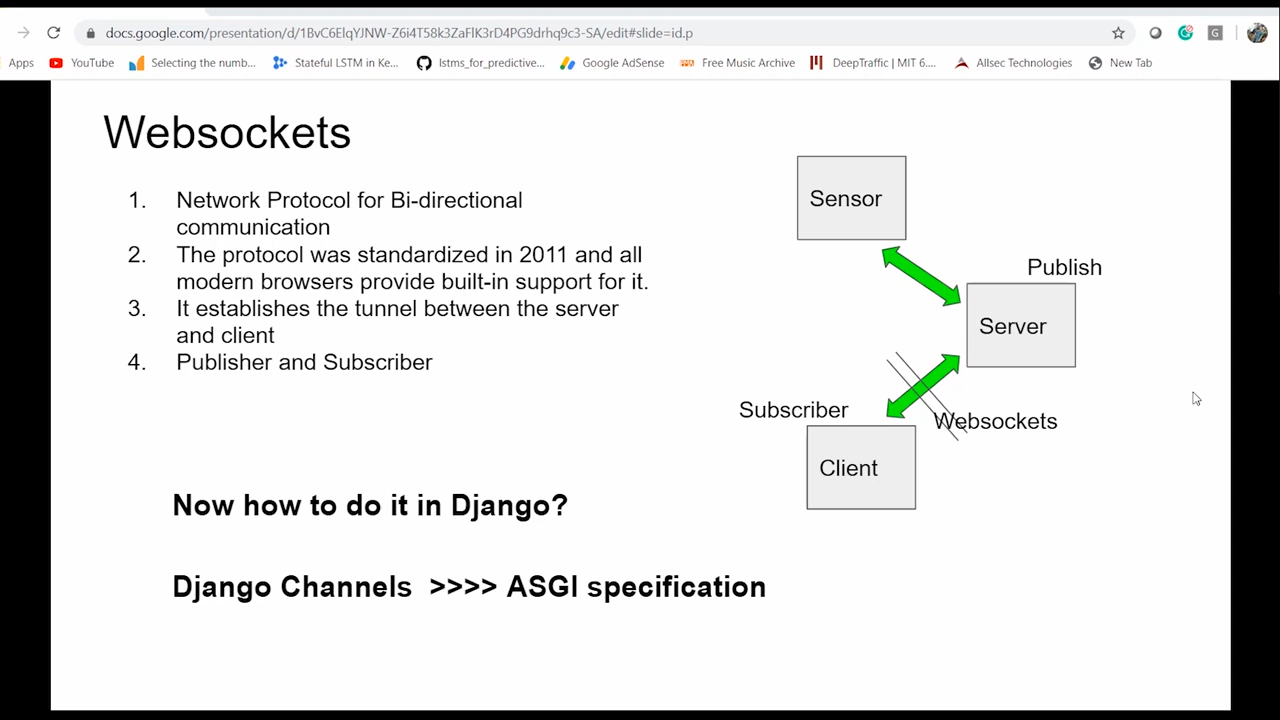 docs.google.com/presentation/d/1BvC6ElqYJNW-Z6i4T58k3ZaFlK3rD4PG9drhq9c3-SA/edit#slide=id.p
Apps YouTube Selecting the numb... Stateful LSTM in Ke... lstms_for_predictive... Google AdSense Free Music Archive DeepTraffic | MIT 6.... Allsec Technologies New Tab
Websockets
1. Network Protocol for Bi-directional
communication
2. The protocol was standardized in 2011 and all
modern browsers provide built-in support for it.
3. It establishes the tunnel between the server
and client
4. Publisher and Subscriber
Sensor
Publish
Server
Subscriber
Websockets
Client
Now how to do it in Django?
Django Channels >>>> ASGI specification